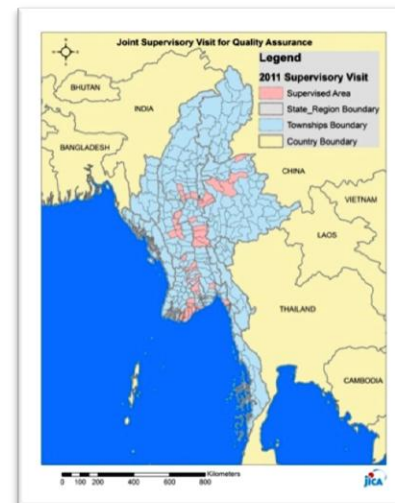 Joint Supervisory Visit for Quality Assurance
Legend
2011 Supervisory Visit
Supervised Area
State_Region Boundary
Townships Boundary
Country Boundary
BHUTAN
INDIA
BANGLADESH
CHINA
VIETNAM
LAOS
THAILAND
CAMBODIA
Kilometers
0 100 200 400 600 800
jICA